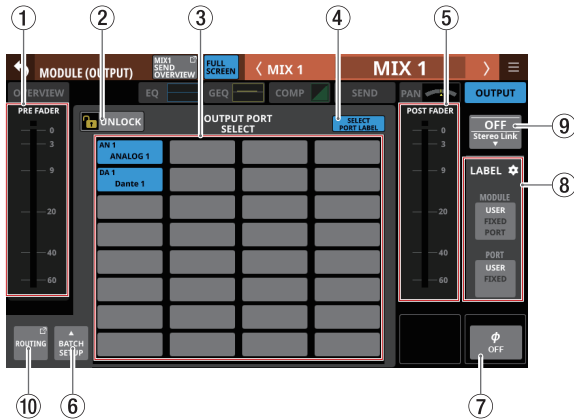 ① ② ③ ④ ⑤
MODULE (OUTPUT)
MIX1
SEND
OVERVIEW
FULL
SCREEN
〈 MIX 1
MIX 1
〉 ≡
OVERVIEW
EQ
GEQ
COMP
SEND
PAN
OUTPUT
PRE FADER
UNLOCK
OUTPUT PORT
SELECT
SELECT
PORT LABEL
POST FADER
OFF
Stereo Link
▼
⑨
0
3
9
20
40
60
AN 1
ANALOG 1
DA 1
Dante 1
0
3
9
20
40
60
LABEL
⑧
MODULE
USER
FIXED
PORT
PORT
USER
FIXED
ROUTING
▲
BATCH
SETUP
φ
OFF
⑩ ⑥ ⑦